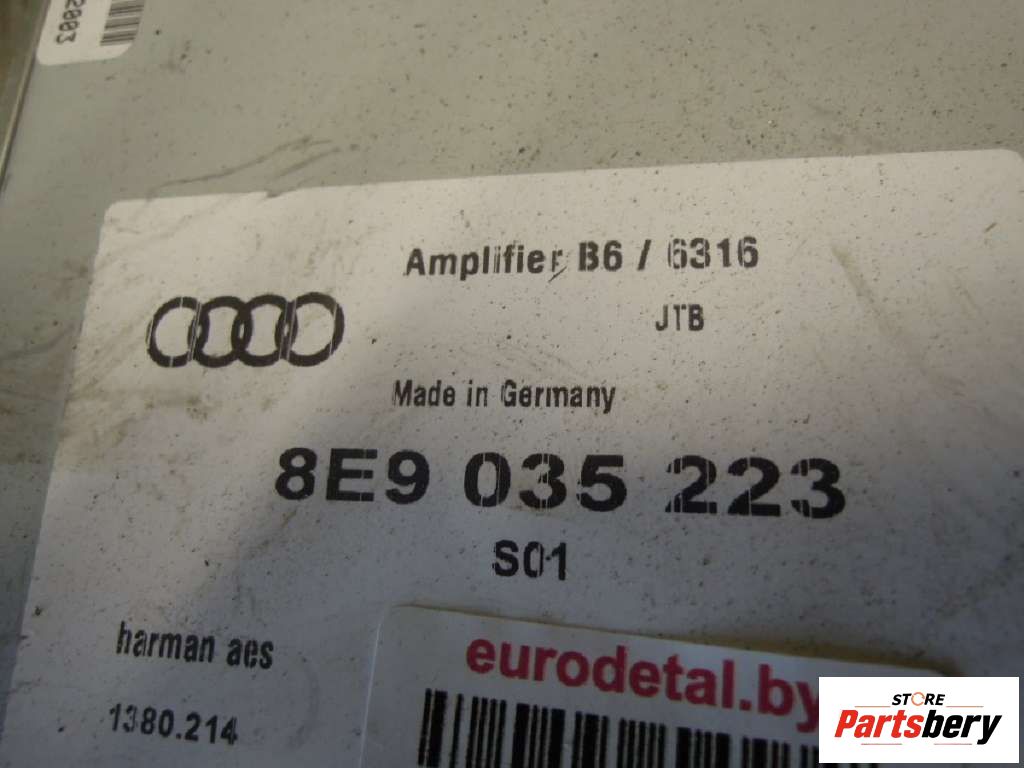 2003
Amplifier B6 / 6316
JTB
Made in Germany
8E9 035 223
S01
harman aes
1380.214
eurodetal.by
STORE
Partsbery